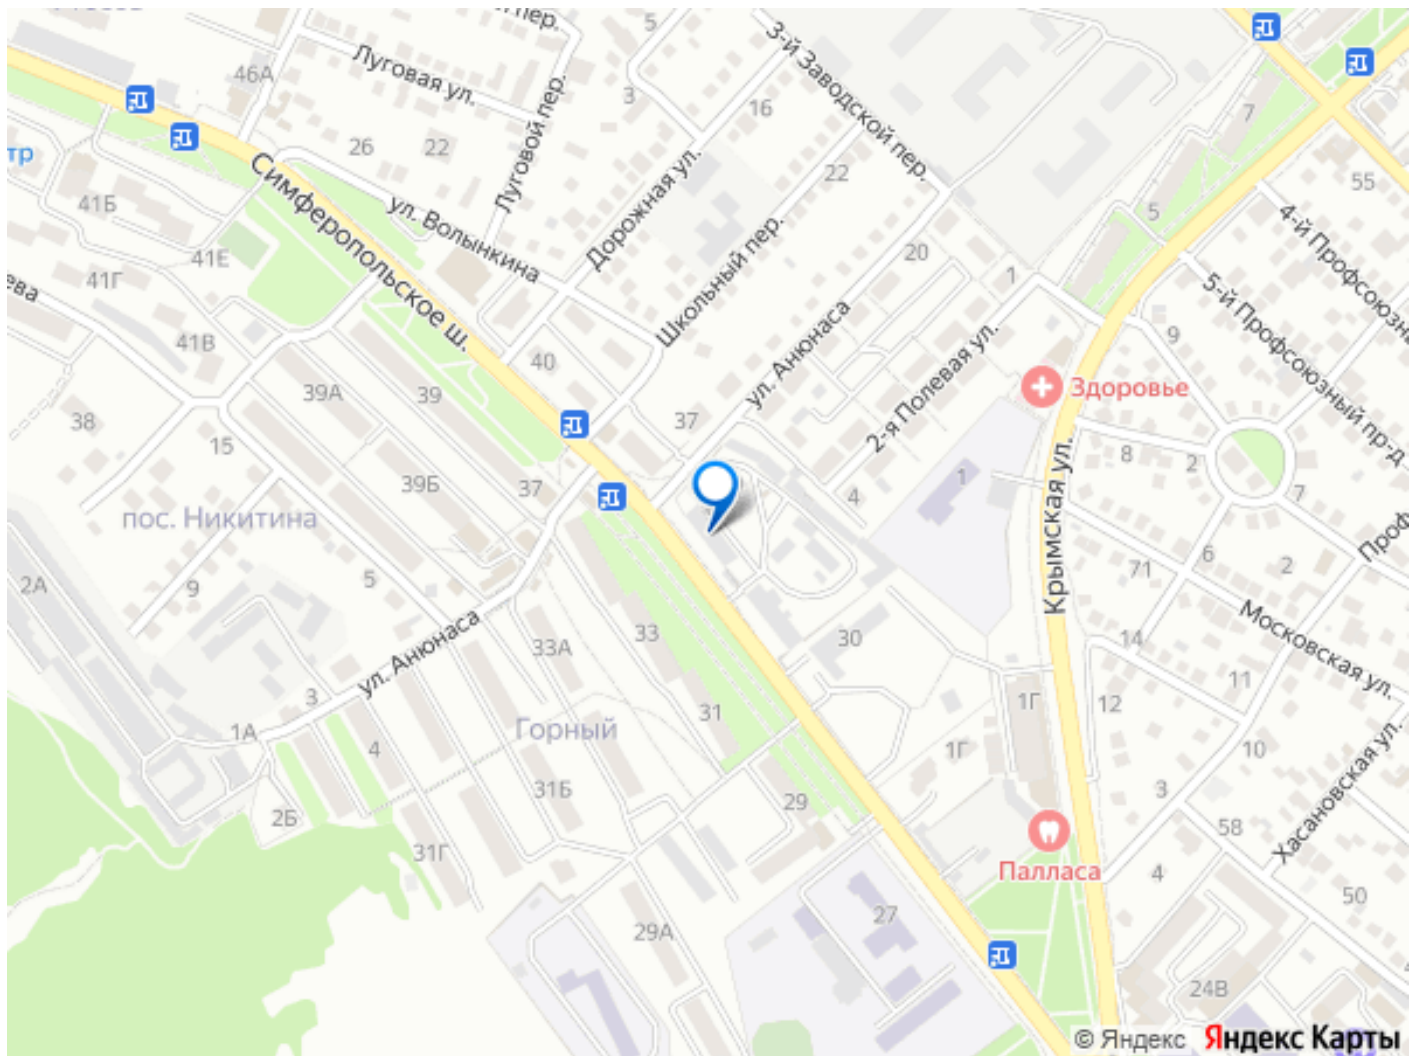 пер.
5
3-й Заводской пер.
46А
Луговая ул.
Луговой пер.
3
16
7
тр
26
22
Симферопольское ш.
ул. Волынкина
Дорожная ул.
22
55
41Б
5
4-й Профсоюзны
41Е
Школьный пер.
20
1
41Г
5-й Профсоюзный пр-д
ева
ул. Анюнаса
41В
40
2-я Полевая ул.
9
39А
39
Здоровье
38
15
37
8
2
39Б
37
1
7
4
Крымская ул.
пос. Никитина
Проф
2А
9
5
6
2
71
ул. Анюнаса
33
30
14
Московская ул.
33А
3
11
1Г
12
31
1А
Горный
4
1Г
10
Хасановская ул.
31Б
29
3
2Б
58
31Г
Палласа
4
50
27
29А
24В
4
© Яндекс Яндекс Карты